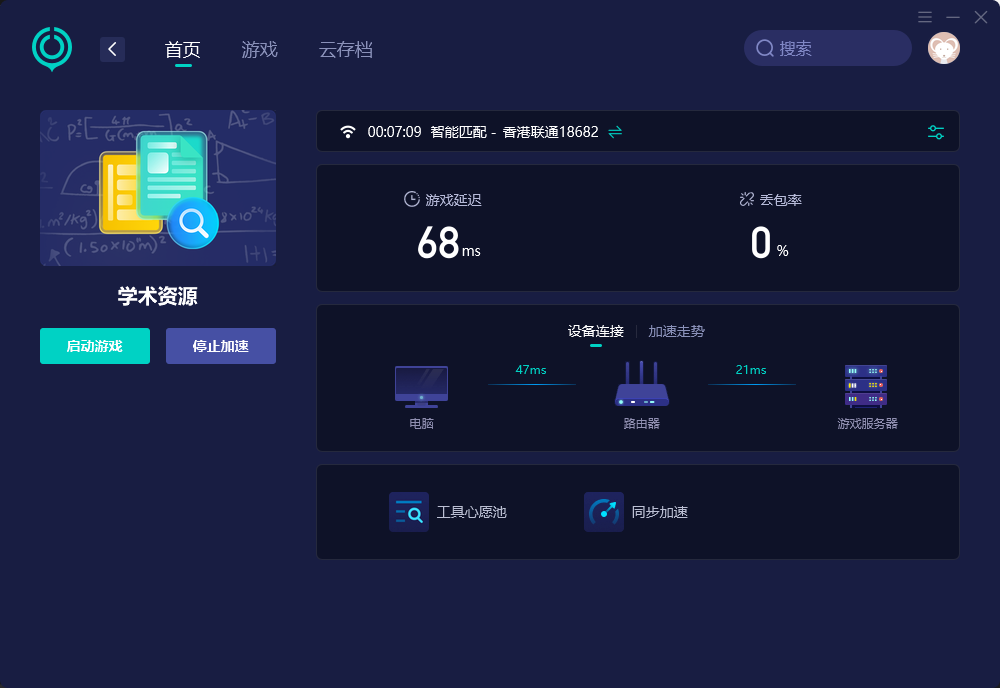 首页
游戏
云存档
搜索
00:07:09 智能匹配 - 香港联通18682
学术资源
启动游戏
停止加速
游戏延迟
68ms
丢包率
0%
设备连接
加速走势
47ms
21ms
电脑
路由器
游戏服务器
工具心愿池
同步加速